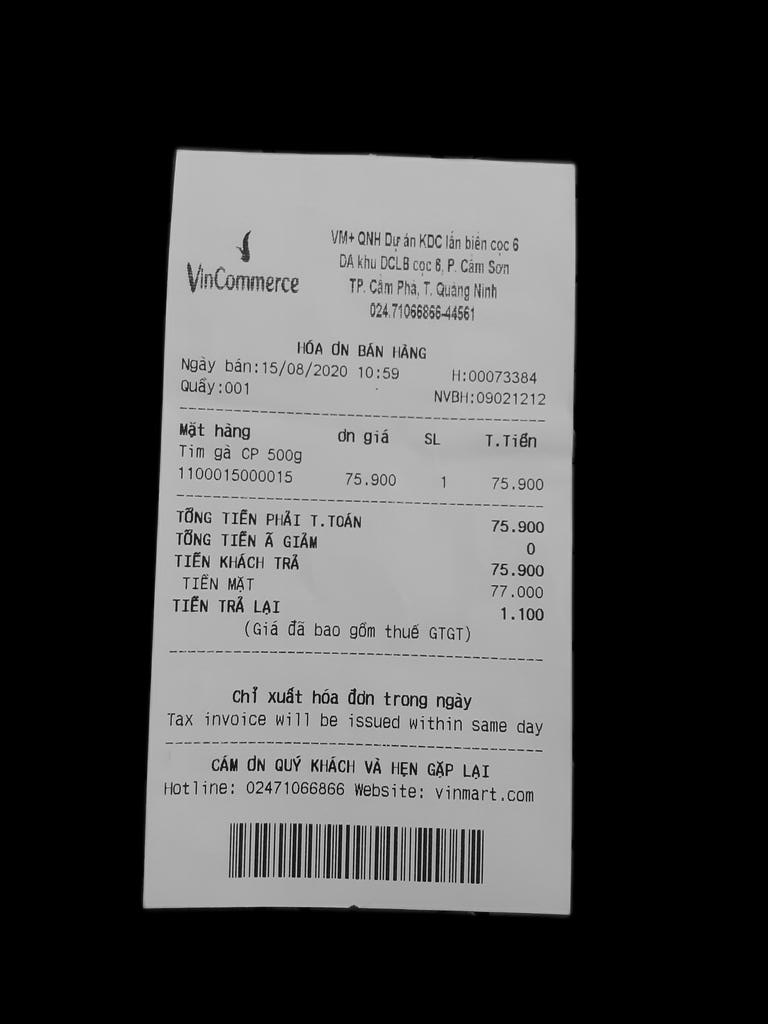 VinCommerce
VM+ QNH Dự án KDC lấn biển cọc 6
DA khu DCLB cọc 6, P. Cẩm Sơn
TP. Cẩm Phả, T. Quảng Ninh
024.71066866-44561
HÓA ƠN BÁN HÀNG
Ngày bán:15/08/2020 10:59 H:00073384
Quầy:001 NVBH:09021212
Mặt hàng ơn giá SL T.Tiền
Tim gà CP 500g
1100015000015 75.900 1 75.900
TỔNG TIỀN PHẢI T.TOÁN 75.900
TỔNG TIỀN Ã GIẢM 0
TIỀN KHÁCH TRẢ 75.900
TIỀN MẶT 77.000
TIỀN TRẢ LẠI 1.100
(Giá đã bao gồm thuế GTGT)
Chỉ xuất hóa đơn trong ngày
Tax invoice will be issued within same day
CÁM ƠN QUÝ KHÁCH VÀ HẸN GẶP LẠI
Hotline: 02471066866 Website: vinmart.com